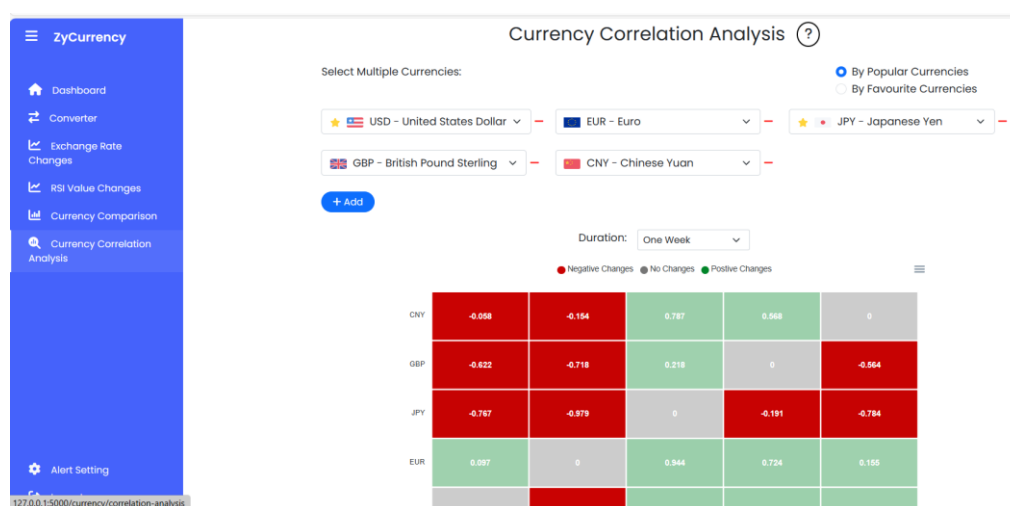 ZyCurrency
Currency Correlation Analysis ?
Select Multiple Currencies:
By Popular Currencies
By Favourite Currencies
Dashboard
Converter
Exchange Rate
Changes
RSI Value Changes
Currency Comparison
Currency Correlation
Analysis
USD - United States Dollar
EUR - Euro
JPY - Japanese Yen
GBP - British Pound Sterling
CNY - Chinese Yuan
+ Add
Duration: One Week
Negative Changes No Changes Postive Changes
CNY -0.058 -0.154 0.787 0.568 0
GBP -0.622 -0.718 0.218 0 -0.564
JPY -0.767 -0.979 0 -0.191 -0.784
EUR 0.097 0 0.944 0.724 0.155
Alert Setting
127.0.0.1:5000/currency/correlation-analysis